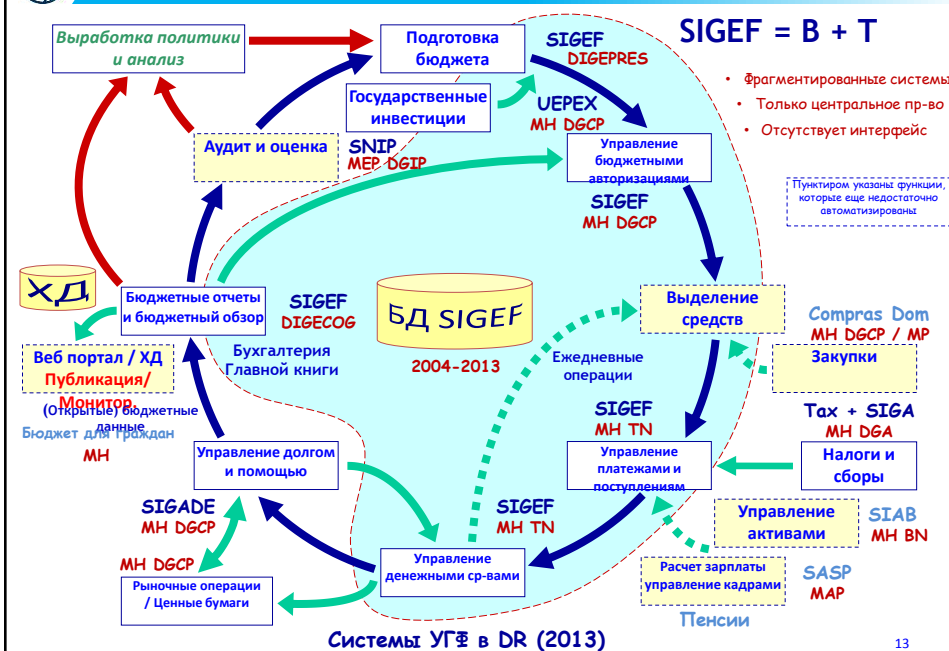 SIGEF = B + T
Выработка политики
и анализ
Подготовка
бюджета
SIGEF
DIGEPRES
• Фрагментированные системы
• Только центральное пр-во
• Отсутствует интерфейс
Государственные
инвестиции
UEPEX
MH DGCP
Аудит и оценка
SNIP
MEP DGIP
Управление
бюджетными
авторизациями
SIGEF
MH DGCP
Пунктиром указаны функции,
которые еще недостаточно
автоматизированы
ХД
Бюджетные отчеты
и бюджетный обзор
SIGEF
DIGECOG
Бухгалтерия
Главной книги
БД SIGEF
2004-2013
Выделение
средств
Compras Dom
MH DGCP / MP
Закупки
Веб портал / ХД
Публикация/
Монитор.
(Открытые) бюджетные
данные
Бюджет для граждан
MH
Ежедневные
операции
SIGEF
MH TN
Tax + SIGA
MH DGA
Управление долгом
и помощью
Управление
платежами и
поступлениям
Налоги и
сборы
SIGADE
MH DGCP
SIGEF
MH TN
Управление
активами
SIAB
MH BN
MH DGCP
Рыночные операции
/ Ценные бумаги
Управление
денежными ср-вами
Расчет зарплаты
управление кадрами
SASP
MAP
Пенсии
Системы УГФ в DR (2013)
13